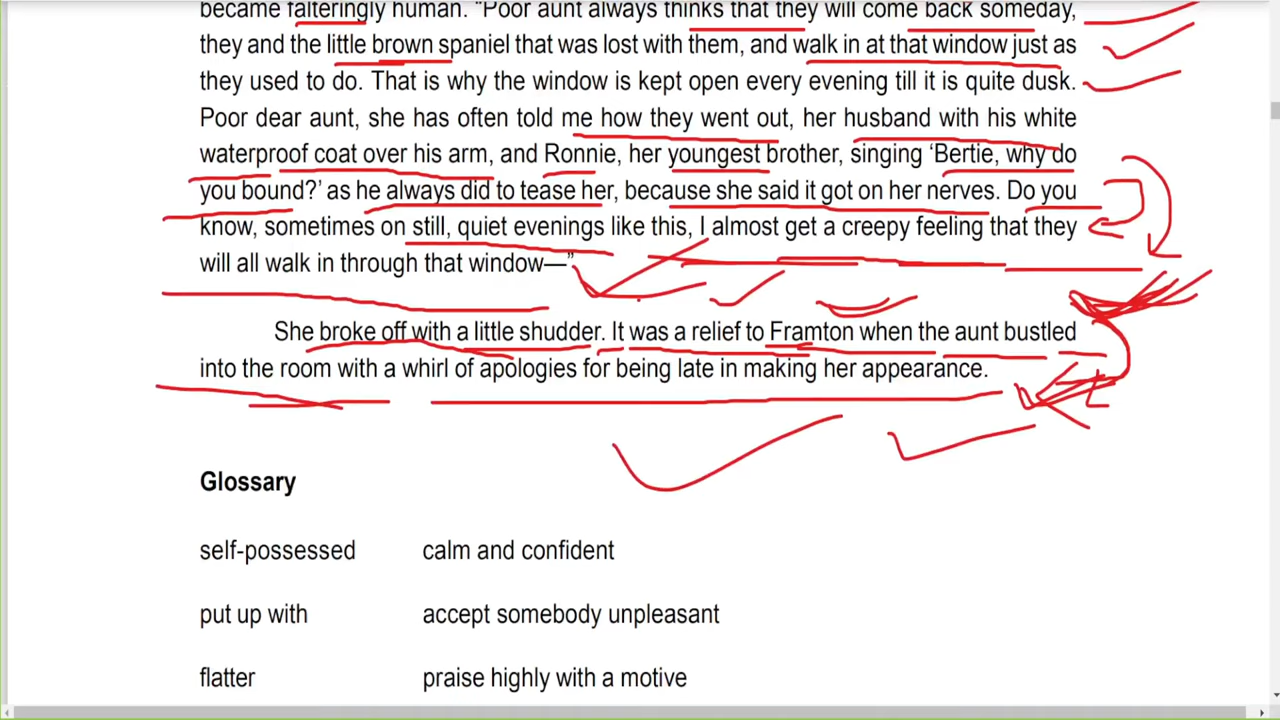 became falteringly human. "Poor aunt always thinks that they will come back someday,
they and the little brown spaniel that was lost with them, and walk in at that window just as
they used to do. That is why the window is kept open every evening till it is quite dusk.
Poor dear aunt, she has often told me how they went out, her husband with his white
waterproof coat over his arm, and Ronnie, her youngest brother, singing ‘Bertie, why do
you bound?’ as he always did to tease her, because she said it got on her nerves. Do you
know, sometimes on still, quiet evenings like this, I almost get a creepy feeling that they
will all walk in through that window—”
She broke off with a little shudder. It was a relief to Framton when the aunt bustled
into the room with a whirl of apologies for being late in making her appearance.
Glossary
self-possessed calm and confident
put up with accept somebody unpleasant
flatter praise highly with a motive